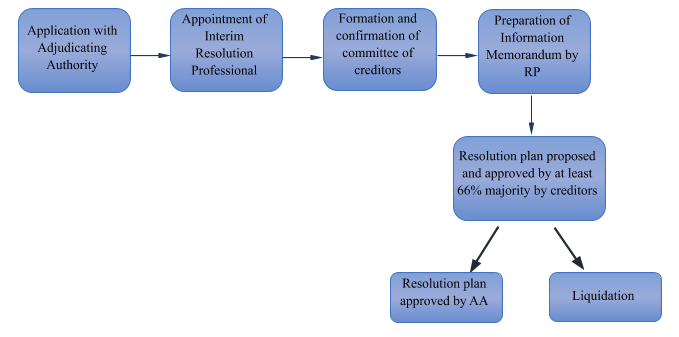 Application with
Adjudicating
Authority
Appointment of
Interim
Resolution
Professional
Formation and
confirmation of
committee of
creditors
Preparation of
Information
Memorandum by
RP
Resolution plan proposed
and approved by at least
66% majority by creditors
Resolution plan
approved by AA
Liquidation